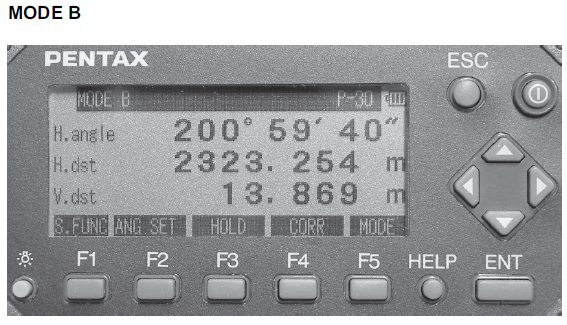 MODE B
PENTAX
ESC
MODE B P-30
H.angle 200° 59′ 40″
H.dst 2323. 254 m
V.dst 13. 869 m
S.FUNC ANG SET HOLD CORR MODE
F1 F2 F3 F4 F5 HELP ENT